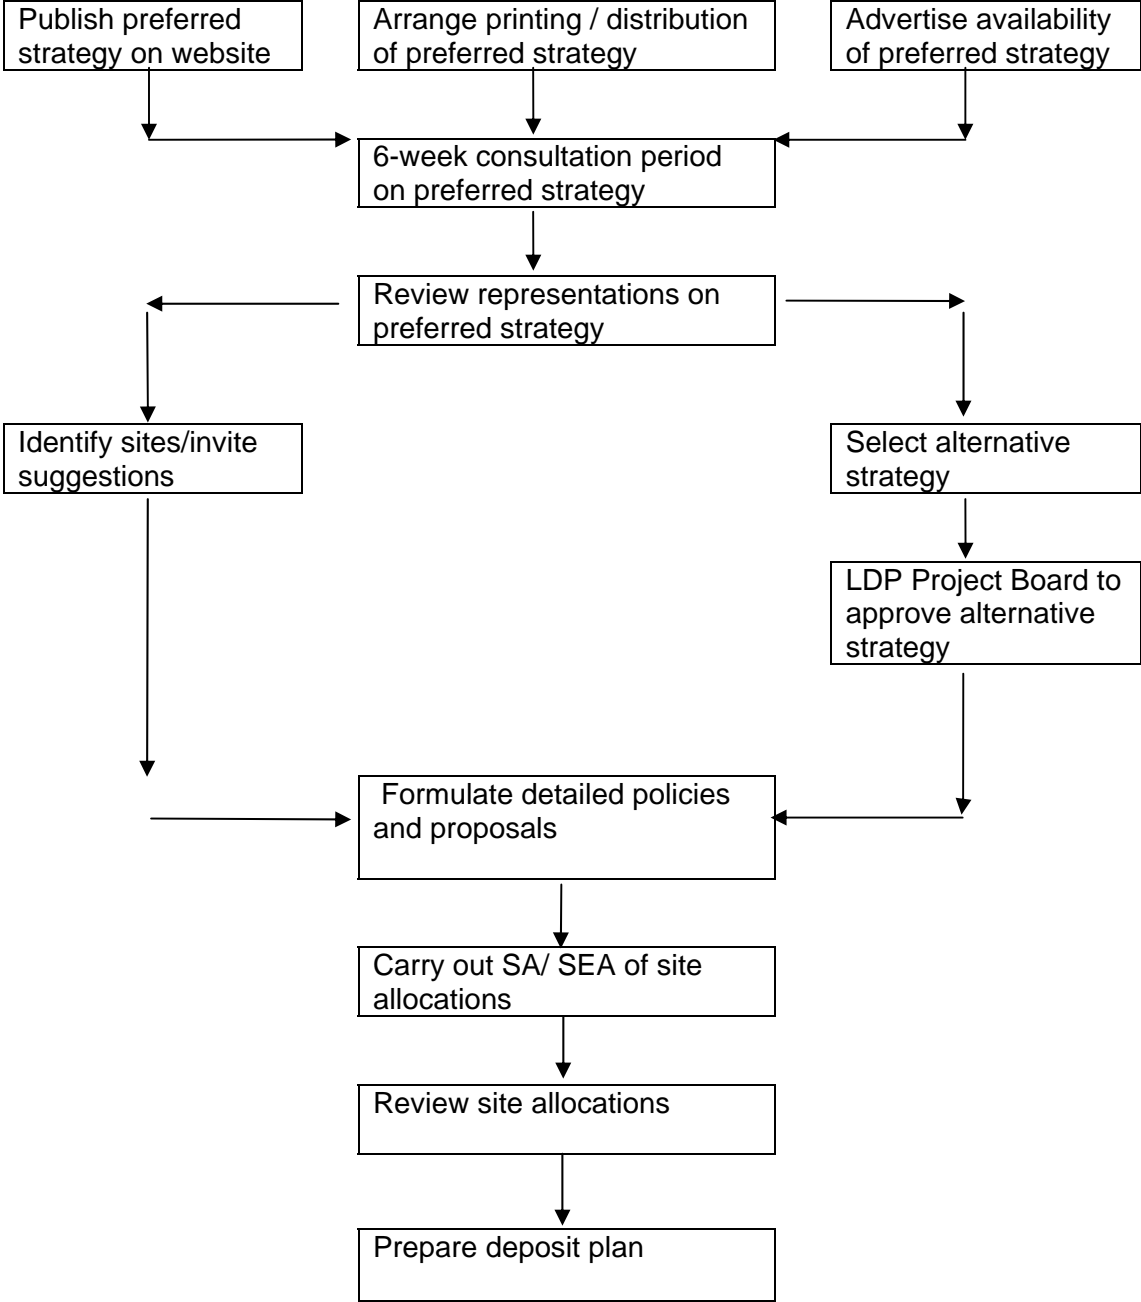 Publish preferred
strategy on website
Arrange printing / distribution
of preferred strategy
Advertise availability
of preferred strategy
6-week consultation period
on preferred strategy
Review representations on
preferred strategy
Identify sites/invite
suggestions
Select alternative
strategy
LDP Project Board to
approve alternative
strategy
Formulate detailed policies
and proposals
Carry out SA/ SEA of site
allocations
Review site allocations
Prepare deposit plan